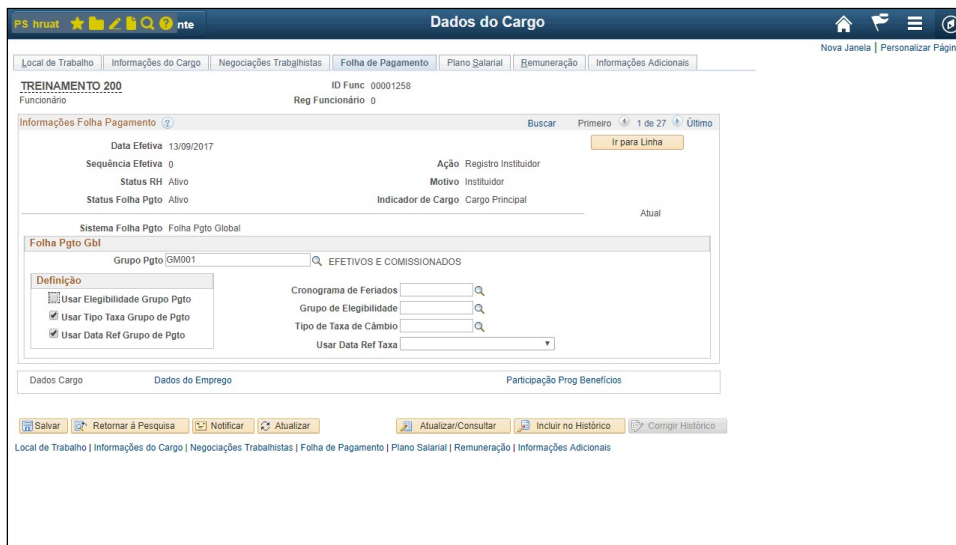 PS hruat nte Dados do Cargo
Nova Janela | Personalizar Págin
Local de Trabalho Informações do Cargo Negociações Trabalhistas Folha de Pagamento Plano Salarial Remuneração Informações Adicionais
TREINAMENTO 200 ID Func 00001258
Funcionário Reg Funcionário 0
Informações Folha Pagamento ? Buscar Primeiro 1 de 27 Último
Data Efetiva 13/09/2017 Ir para Linha
Sequência Efetiva 0 Ação Registro Instituidor
Status RH Ativo Motivo Instituidor
Status Folha Pgto Ativo Indicador de Cargo Cargo Principal
Atual
Sistema Folha Pgto Folha Pgto Global
Folha Pgto Gbl
Grupo Pgto GM001 EFETIVOS E COMISSIONADOS
Definição
Cronograma de Feriados
Usar Elegibilidade Grupo Pgto
Grupo de Elegibilidade
Usar Tipo Taxa Grupo de Pgto
Tipo de Taxa de Câmbio
Usar Data Ref Grupo de Pgto
Usar Data Ref Taxa
Dados Cargo Dados do Emprego Participação Prog Benefícios
Salvar Retornar à Pesquisa Notificar Atualizar Atualizar/Consultar Incluir no Histórico Corrigir Histórico
Local de Trabalho | Informações do Cargo | Negociações Trabalhistas | Folha de Pagamento | Plano Salarial | Remuneração | Informações Adicionais